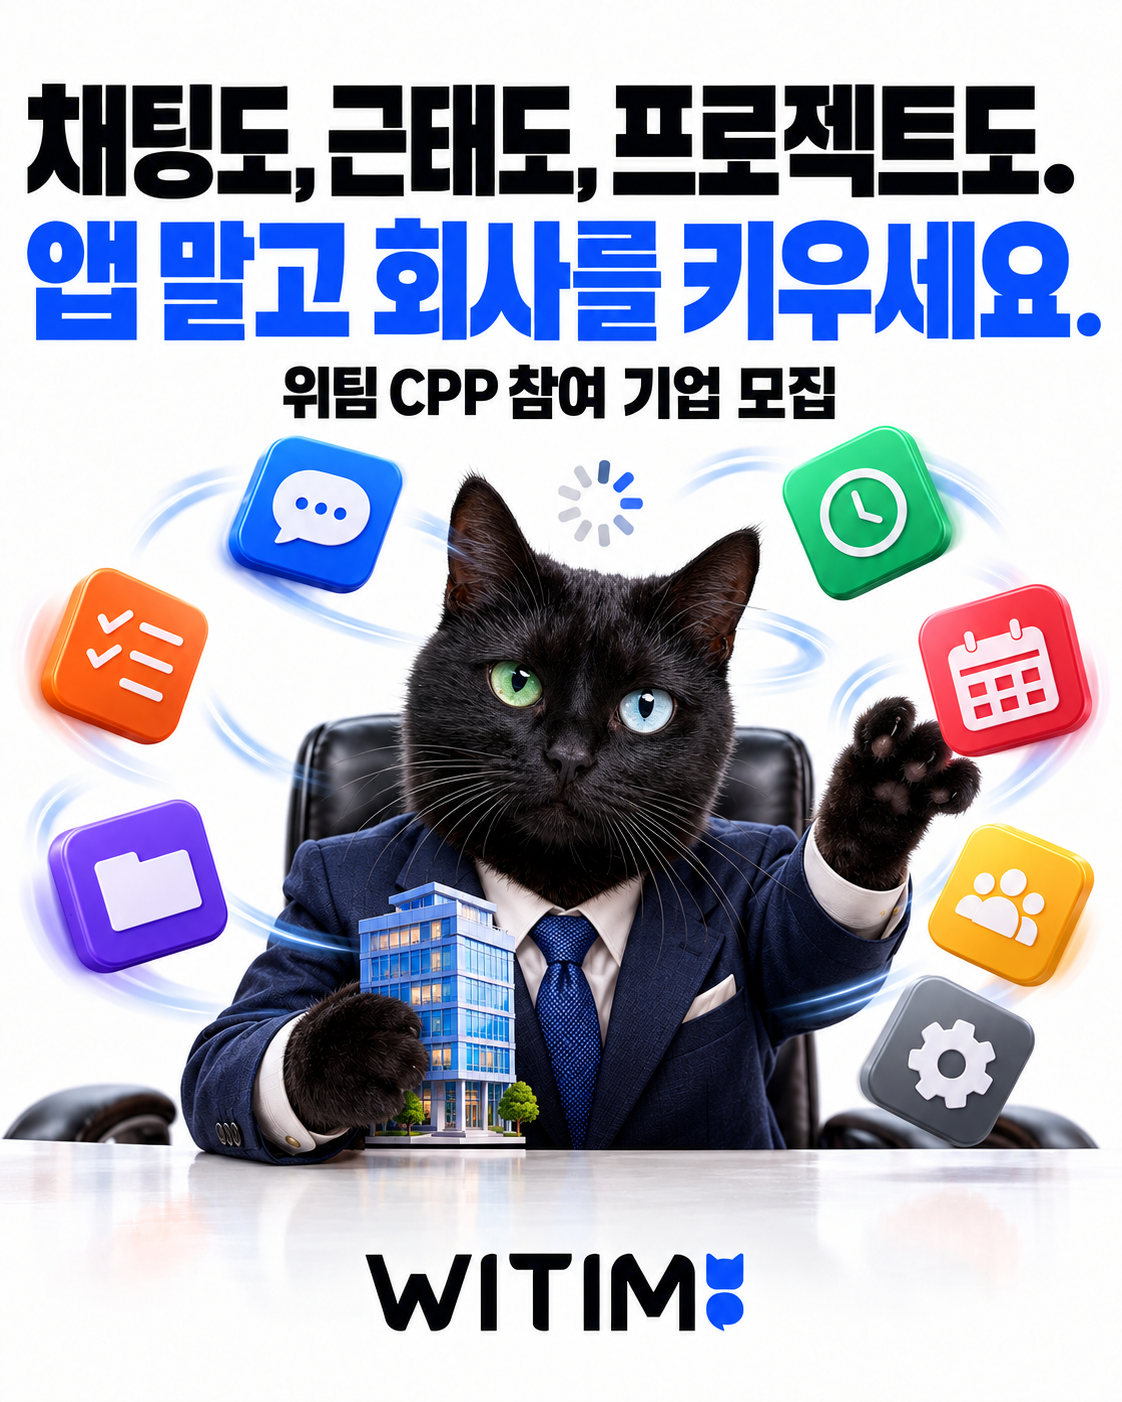 채팅도, 근태도, 프로젝트도.
앱 말고 회사를 키우세요.
위팀 CPP 참여 기업 모집
WITIM